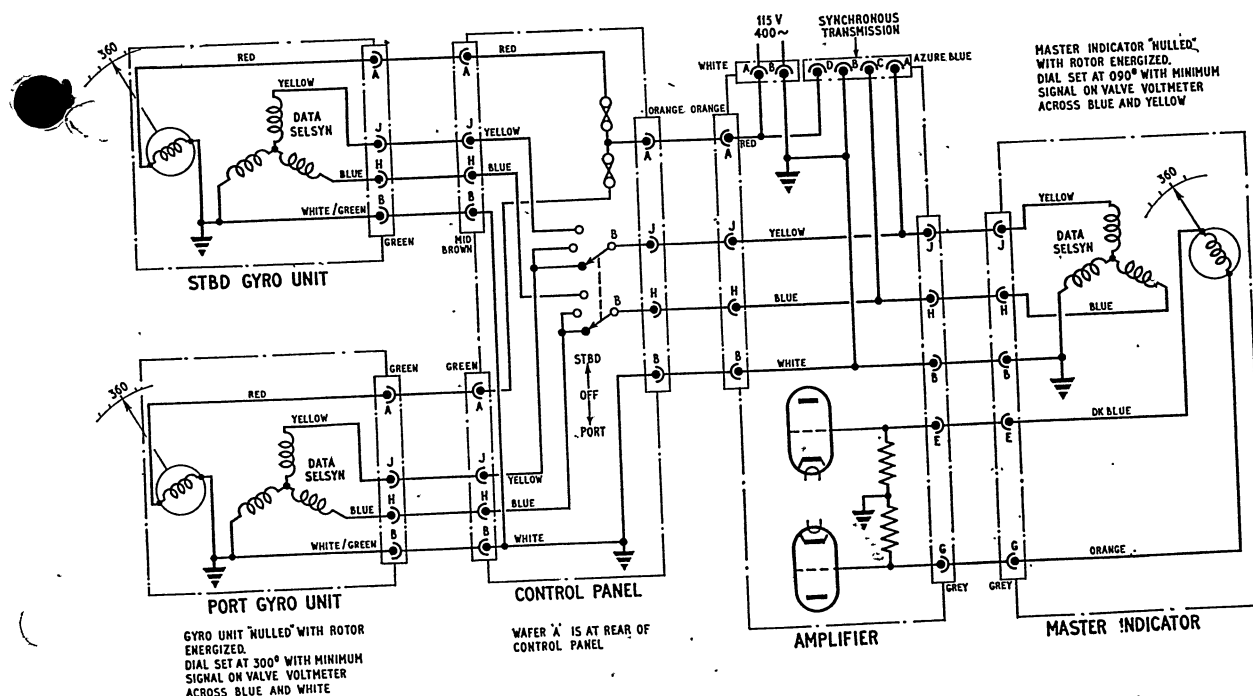 115 V
400~
SYNCHRONOUS
TRANSMISSION
WHITE
A
B
D
B
C
A
AZURE BLUE
MASTER INDICATOR "NULLED",
WITH ROTOR ENERGIZED.
DIAL SET AT 090° WITH MINIMUM
SIGNAL ON VALVE VOLTMETER
ACROSS BLUE AND YELLOW
360
RED
A
YELLOW
DATA
SELSYN
J
H
BLUE
WHITE/GREEN
B
GREEN
STBD GYRO UNIT
RED
A
J
YELLOW
H
BLUE
B
MID
BROWN
ORANGE
ORANGE
A
A
RED
B
J
J
YELLOW
J
J
B
H
H
BLUE
H
H
STBD
OFF
PORT
B
B
WHITE
B
B
360
YELLOW
DATA
SELSYN
BLUE
DK BLUE
E
E
G
G
ORANGE
GREY
GREY
360
RED
GREEN
A
GREEN
A
YELLOW
DATA
SELSYN
J
J
YELLOW
H
BLUE
H
BLUE
WHITE/GREEN
B
B
WHITE
PORT GYRO UNIT
CONTROL PANEL
AMPLIFIER
MASTER INDICATOR
GYRO UNIT "NULLED" WITH ROTOR
ENERGIZED.
DIAL SET AT 300° WITH MINIMUM
SIGNAL ON VALVE VOLTMETER
ACROSS BLUE AND WHITE
WAFER 'A' IS AT REAR OF
CONTROL PANEL